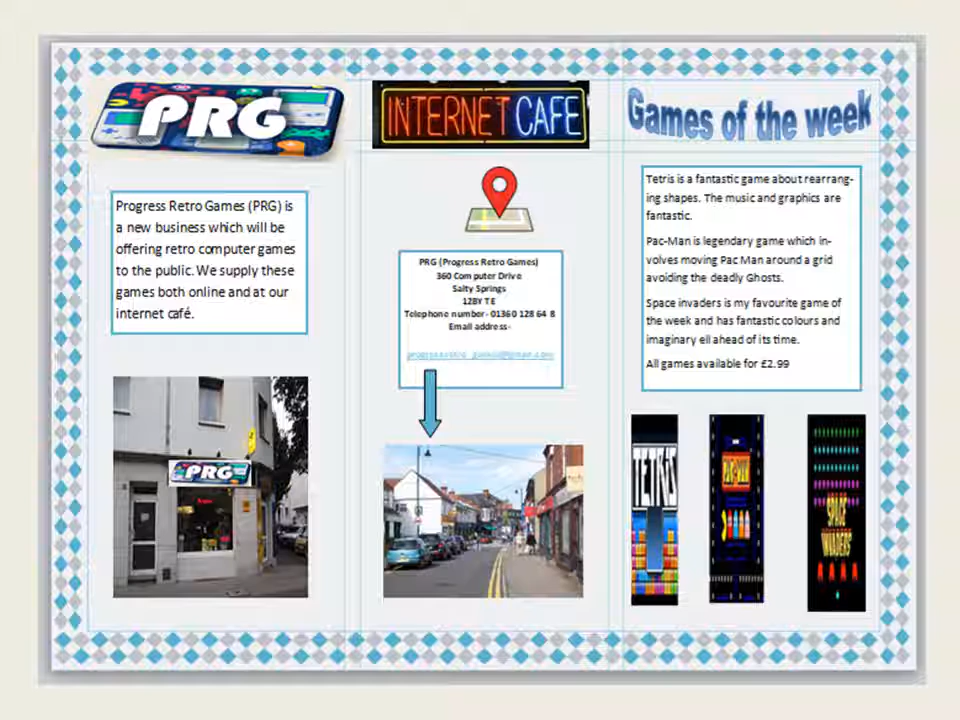 PRG
Progress Retro Games (PRG) is
a new business which will be
offering retro computer games
to the public. We supply these
games both online and at our
internet café.
PRG
INTERNET CAFE
PRG (Progress Retro Games)
360 Computer Drive
Salty Springs
12BY TE
Telephone number- 01360 128 64 8
Email address-
Games of the week
Tetris is a fantastic game about rearrang-
ing shapes. The music and graphics are
fantastic.
Pac-Man is legendary game which in-
volves moving Pac Man around a grid
avoiding the deadly Ghosts.
Space invaders is my favourite game of
the week and has fantastic colours and
imaginary ell ahead of its time.
All games available for £2.99
TETRIS
PAC-MAN
SPACE
INVADERS